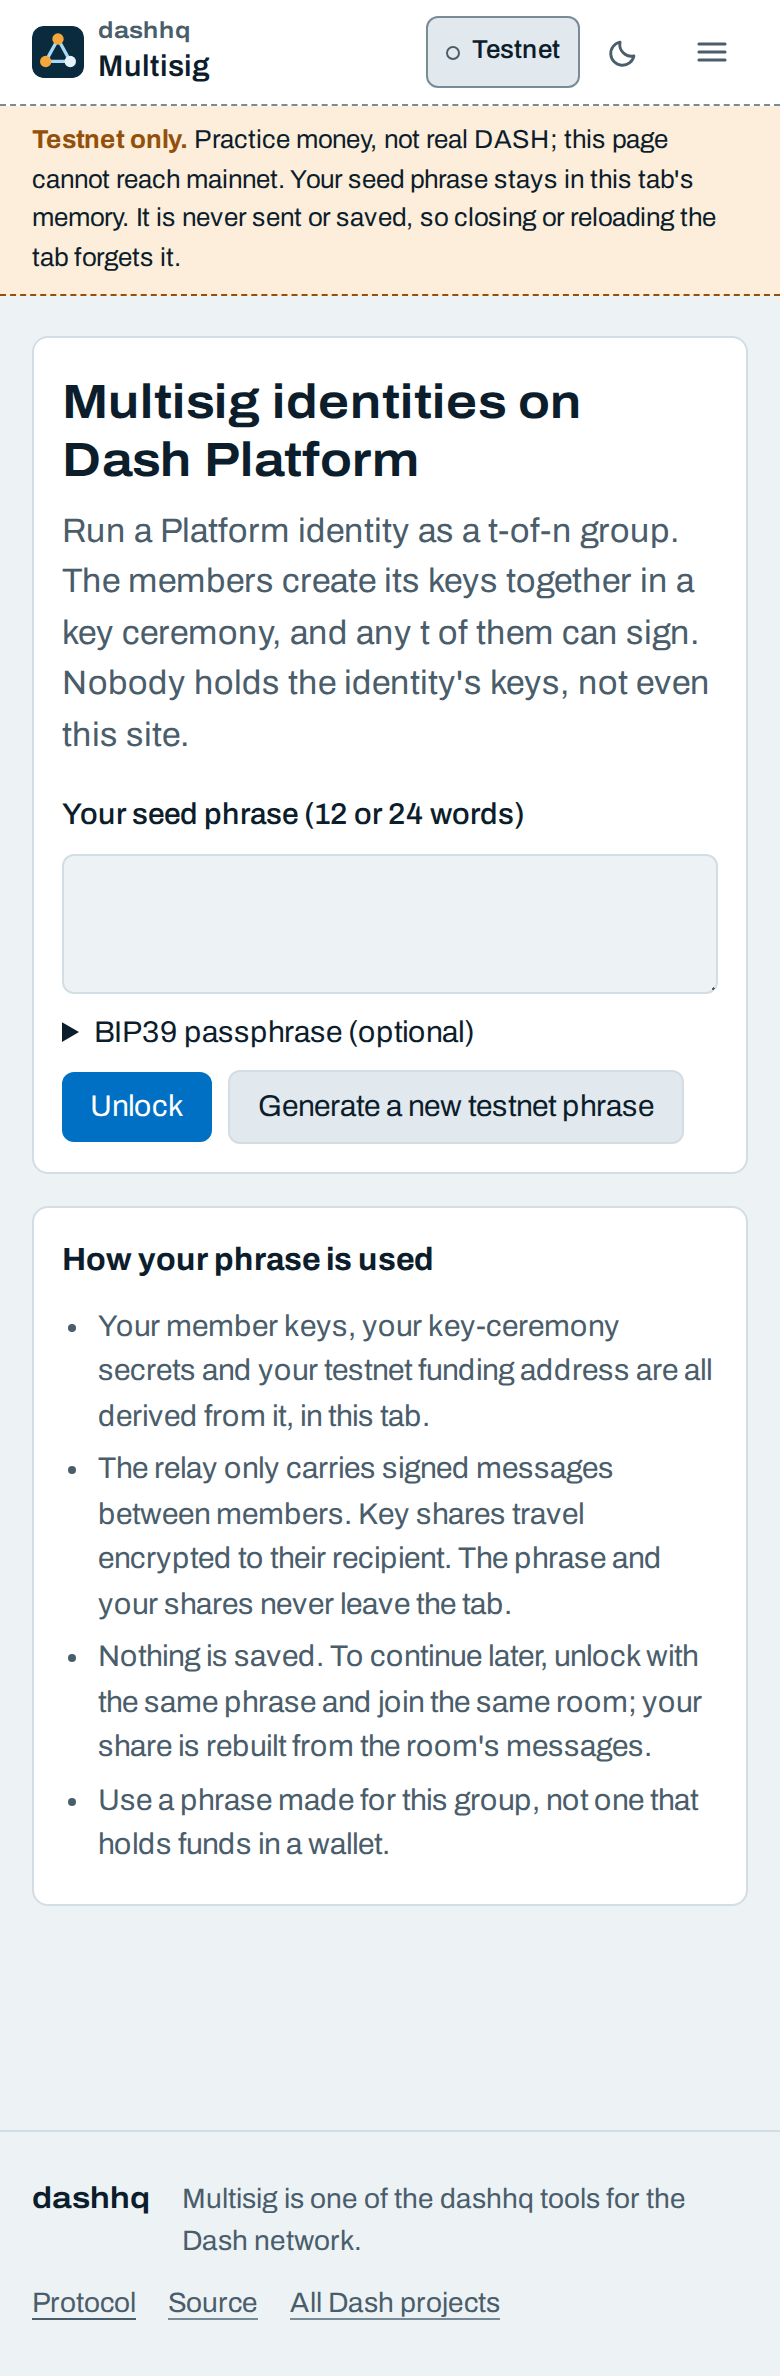 dashhq
Multisig
Testnet
Testnet only. Practice money, not real DASH; this page
cannot reach mainnet. Your seed phrase stays in this tab's
memory. It is never sent or saved, so closing or reloading the
tab forgets it.
Multisig identities on
Dash Platform
Run a Platform identity as a t-of-n group.
The members create its keys together in a
key ceremony, and any t of them can sign.
Nobody holds the identity's keys, not even
this site.
Your seed phrase (12 or 24 words)
BIP39 passphrase (optional)
Unlock
Generate a new testnet phrase
How your phrase is used
• Your member keys, your key-ceremony
secrets and your testnet funding address are all
derived from it, in this tab.
• The relay only carries signed messages
between members. Key shares travel
encrypted to their recipient. The phrase and
your shares never leave the tab.
• Nothing is saved. To continue later, unlock with
the same phrase and join the same room; your
share is rebuilt from the room's messages.
• Use a phrase made for this group, not one that
holds funds in a wallet.
dashhq
Multisig is one of the dashhq tools for the
Dash network.
Protocol
Source
All Dash projects